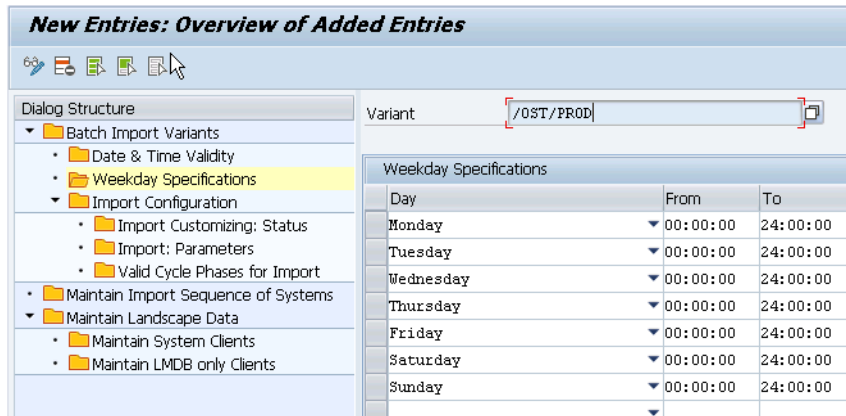 New Entries: Overview of Added Entries
Dialog Structure
Batch Import Variants
Date & Time Validity
Weekday Specifications
Import Configuration
Import Customizing: Status
Import: Parameters
Valid Cycle Phases for Import
Maintain Import Sequence of Systems
Maintain Landscape Data
Maintain System Clients
Maintain LMDB only Clients
Variant /OST/PROD
Weekday Specifications
Day From To
Monday 00:00:00 24:00:00
Tuesday 00:00:00 24:00:00
Wednesday 00:00:00 24:00:00
Thursday 00:00:00 24:00:00
Friday 00:00:00 24:00:00
Saturday 00:00:00 24:00:00
Sunday 00:00:00 24:00:00